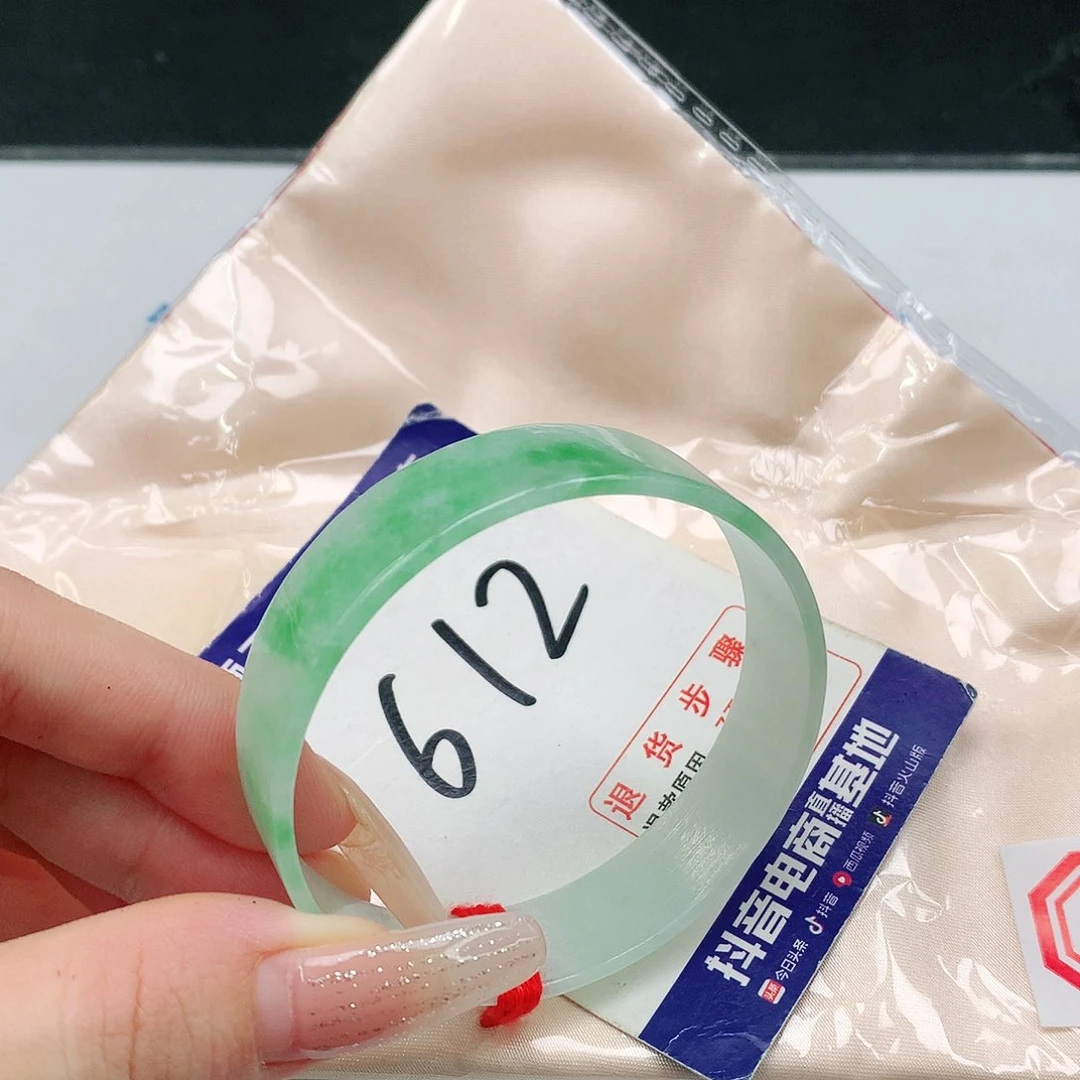 612
退货步骤
抖音电商直播基地
今日头条 抖音 西瓜视频 抖音火山版